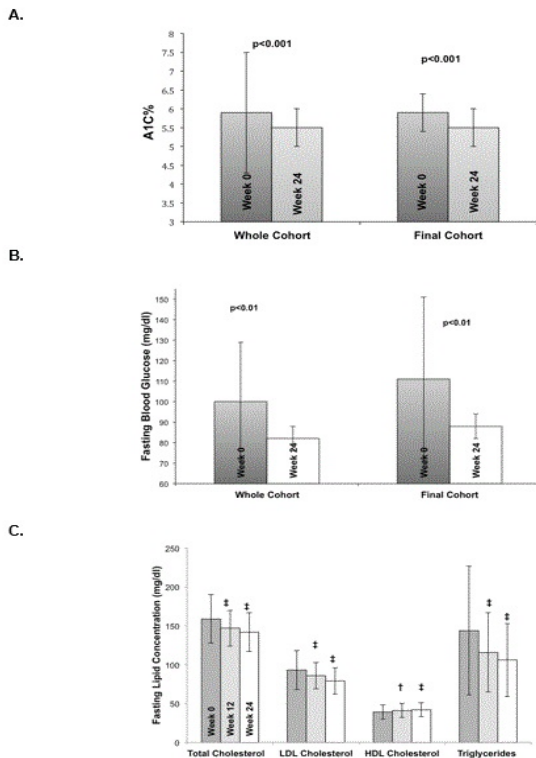 A.
8
7.5
7
6.5
6
5.5
5
4.5
4
3.5
3
A1C%
p<0.001
p<0.001
Week 0
Week 24
Week 0
Week 24
Whole Cohort
Final Cohort
B.
150
140
130
120
110
100
90
80
70
60
Fasting Blood Glucose (mg/dl)
p<0.01
p<0.01
Week 0
Week 24
Week 0
Week 24
Whole Cohort
Final Cohort
C.
250
200
150
100
50
0
Fasting Lipid Concentration (mg/dl)
‡
‡
‡
‡
†
‡
‡
‡
Week 0
Week 12
Week 24
Total Cholesterol
LDL Cholesterol
HDL Cholesterol
Triglycerides